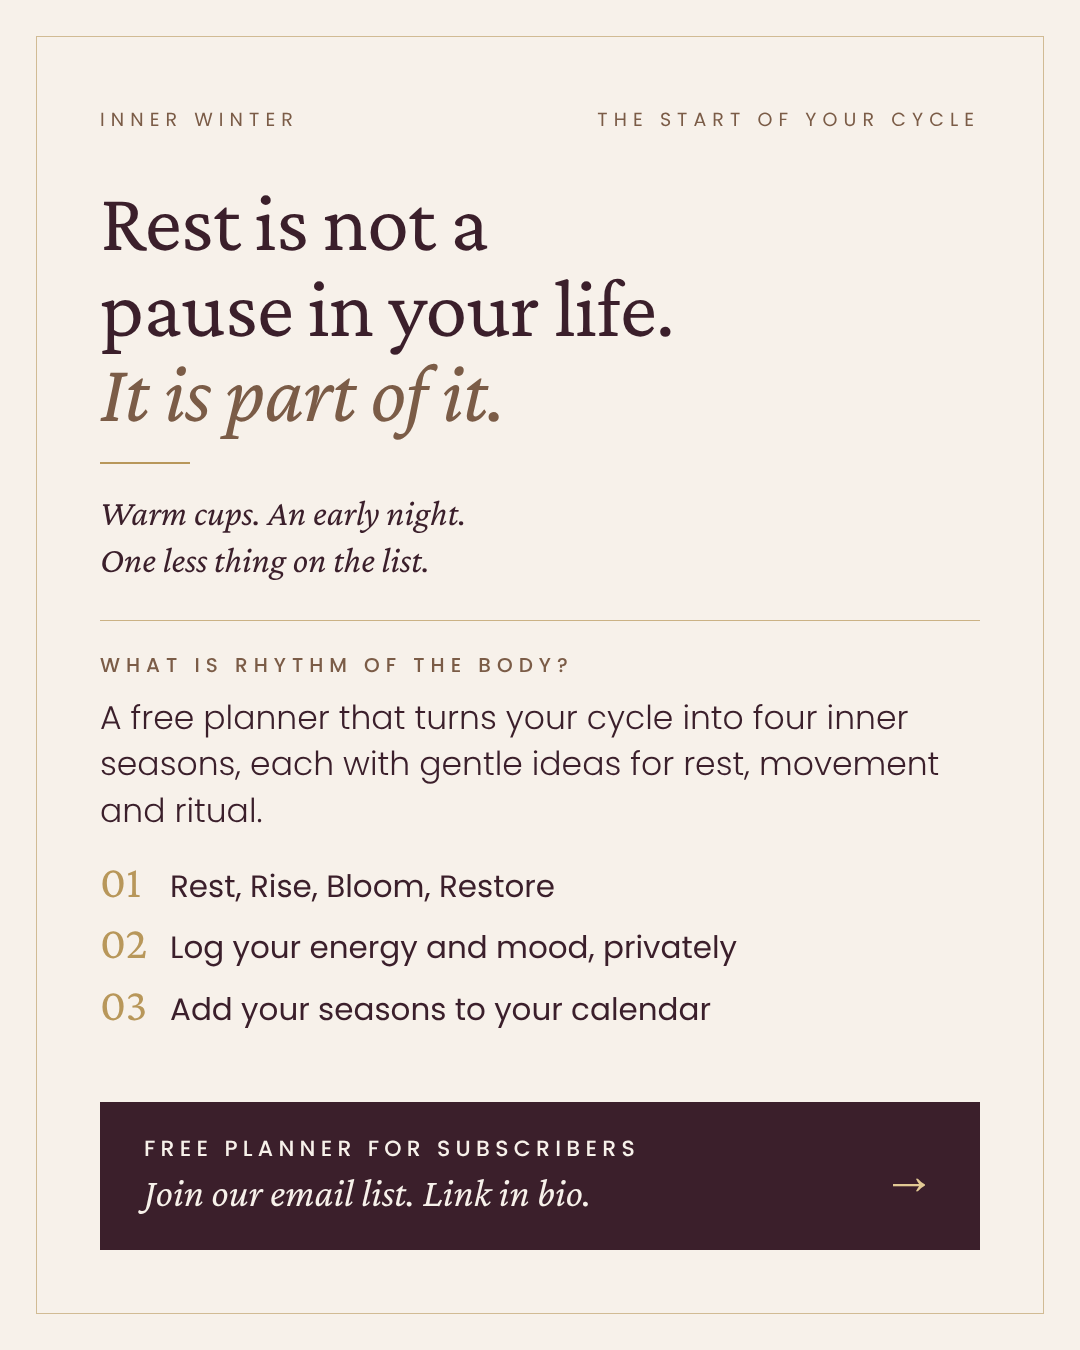 INNER WINTER
THE START OF YOUR CYCLE
Rest is not a
pause in your life.
It is part of it.
Warm cups. An early night.
One less thing on the list.
WHAT IS RHYTHM OF THE BODY?
A free planner that turns your cycle into four inner
seasons, each with gentle ideas for rest, movement
and ritual.
01 Rest, Rise, Bloom, Restore
02 Log your energy and mood, privately
03 Add your seasons to your calendar
FREE PLANNER FOR SUBSCRIBERS
Join our email list. Link in bio.
→